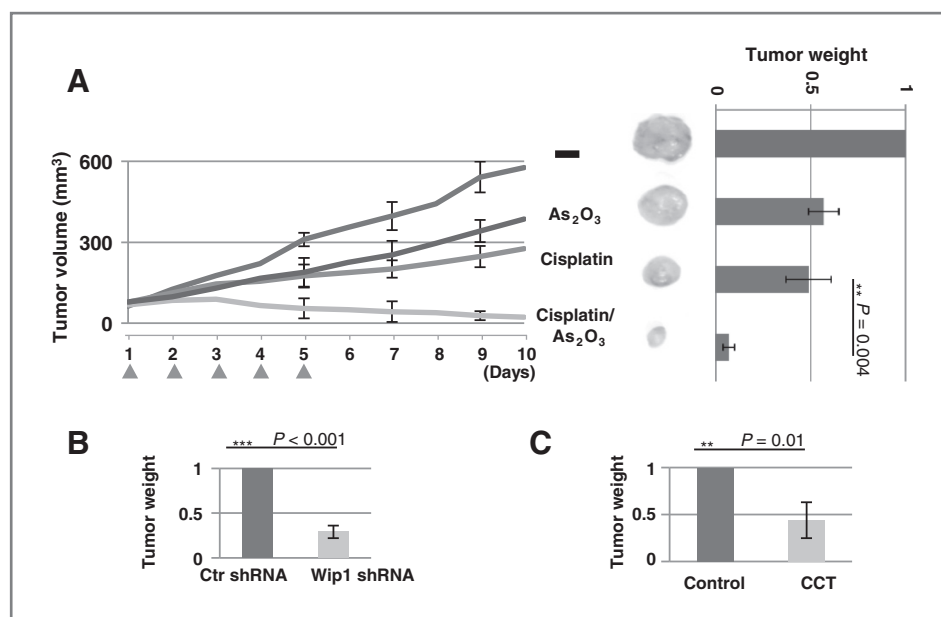 A
Tumor weight
0
0.5
1
Tumor volume (mm³)
600
300
0
As₂O₃
Cisplatin
Cisplatin/
As₂O₃
1 2 3 4 5 6 7 8 9 10
(Days)
** P = 0.004
B
*** P < 0.001
Tumor weight
1
0.5
0
Ctr shRNA Wip1 shRNA
C
** P = 0.01
Tumor weight
1
0.5
0
Control CCT